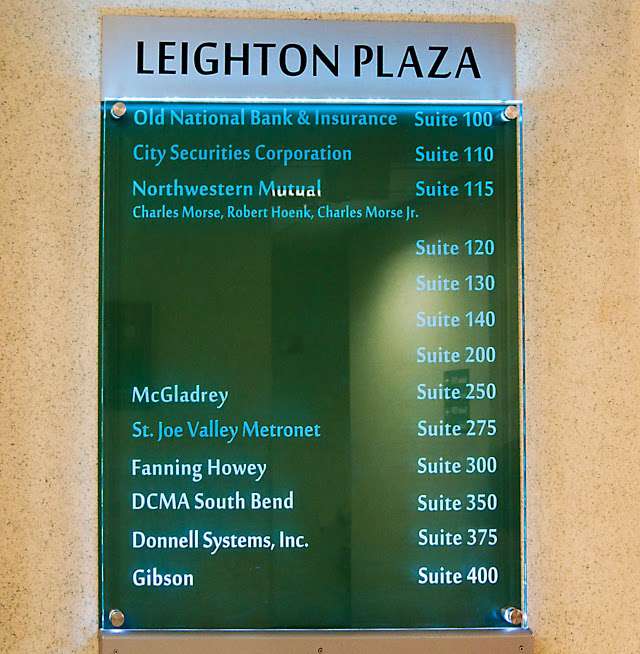 LEIGHTON PLAZA
Old National Bank & Insurance Suite 100
City Securities Corporation Suite 110
Northwestern Mutual Suite 115
Charles Morse, Robert Hoenk, Charles Morse Jr.
Suite 120
Suite 130
Suite 140
Suite 200
McGladrey Suite 250
St. Joe Valley Metronet Suite 275
Fanning Howey Suite 300
DCMA South Bend Suite 350
Donnell Systems, Inc. Suite 375
Gibson Suite 400